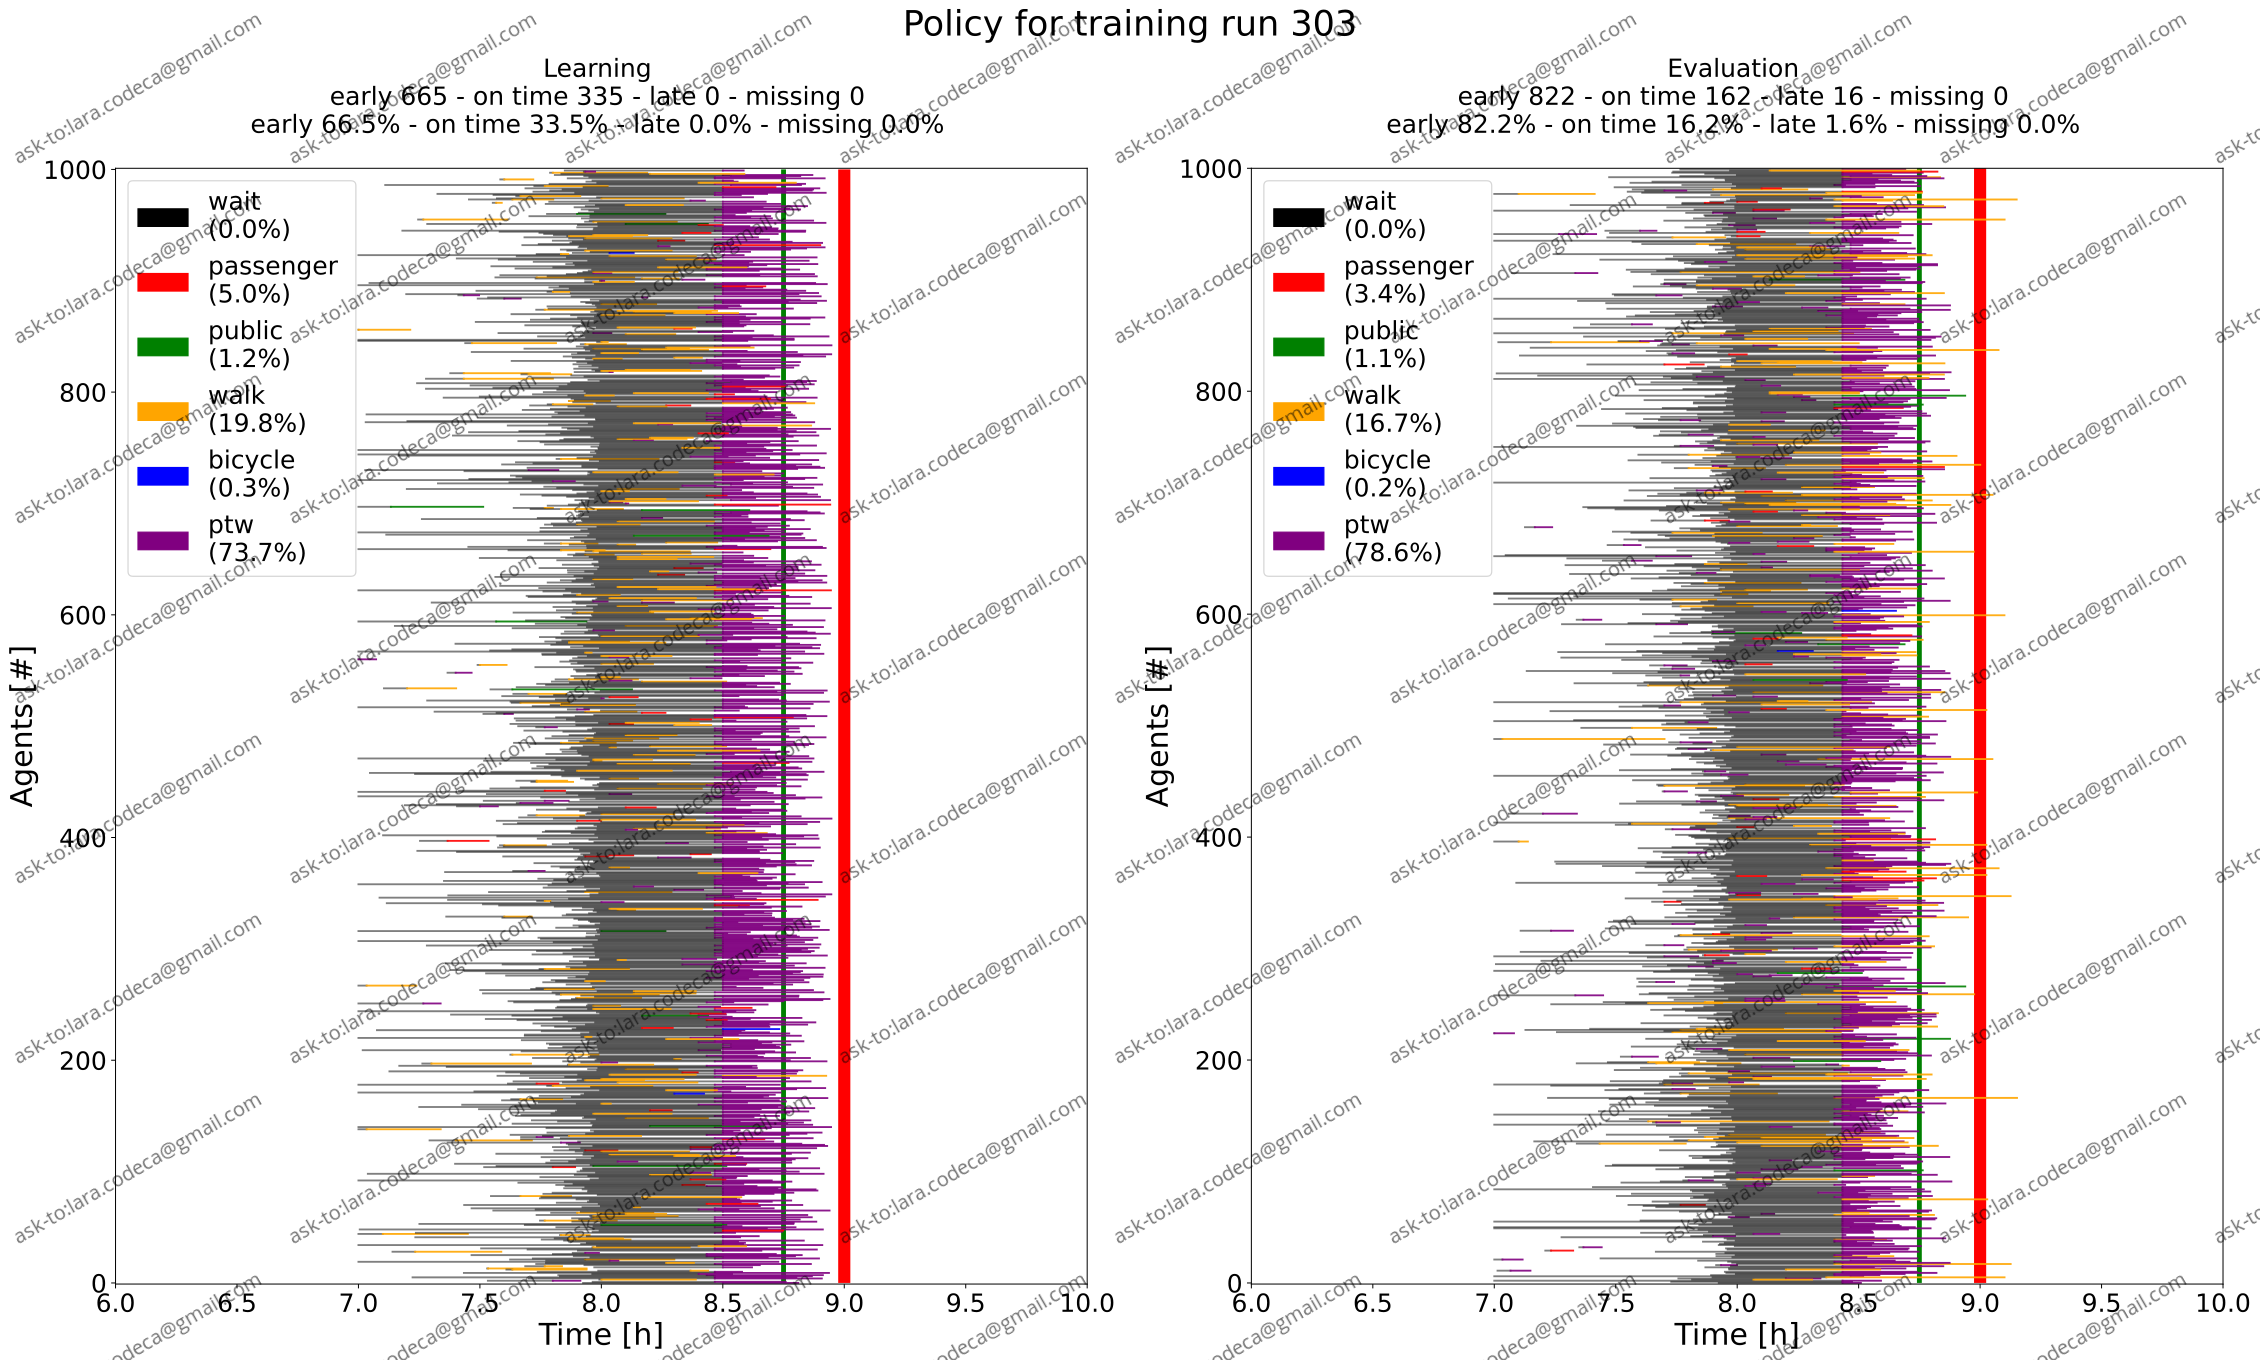 Policy for training run 303
Learning
early 665 - on time 335 - late 0 - missing 0
early 66.5% - on time 33.5% - late 0.0% - missing 0.0%
Evaluation
early 822 - on time 162 - late 16 - missing 0
early 82.2% - on time 16.2% - late 1.6% - missing 0.0%
wait
(0.0%)
passenger
(5.0%)
public
(1.2%)
walk
(19.8%)
bicycle
(0.3%)
ptw
(73.7%)
wait
(0.0%)
passenger
(3.4%)
public
(1.1%)
walk
(16.7%)
bicycle
(0.2%)
ptw
(78.6%)
1000
800
600
400
200
0
Agents [#]
6.0 6.5 7.0 7.5 8.0 8.5 9.0 9.5 10.0
Time [h]
1000
800
600
400
200
0
Agents [#]
6.0 6.5 7.0 7.5 8.0 8.5 9.0 9.5 10.0
Time [h]
ask-to:lara.codeca@gmail.com